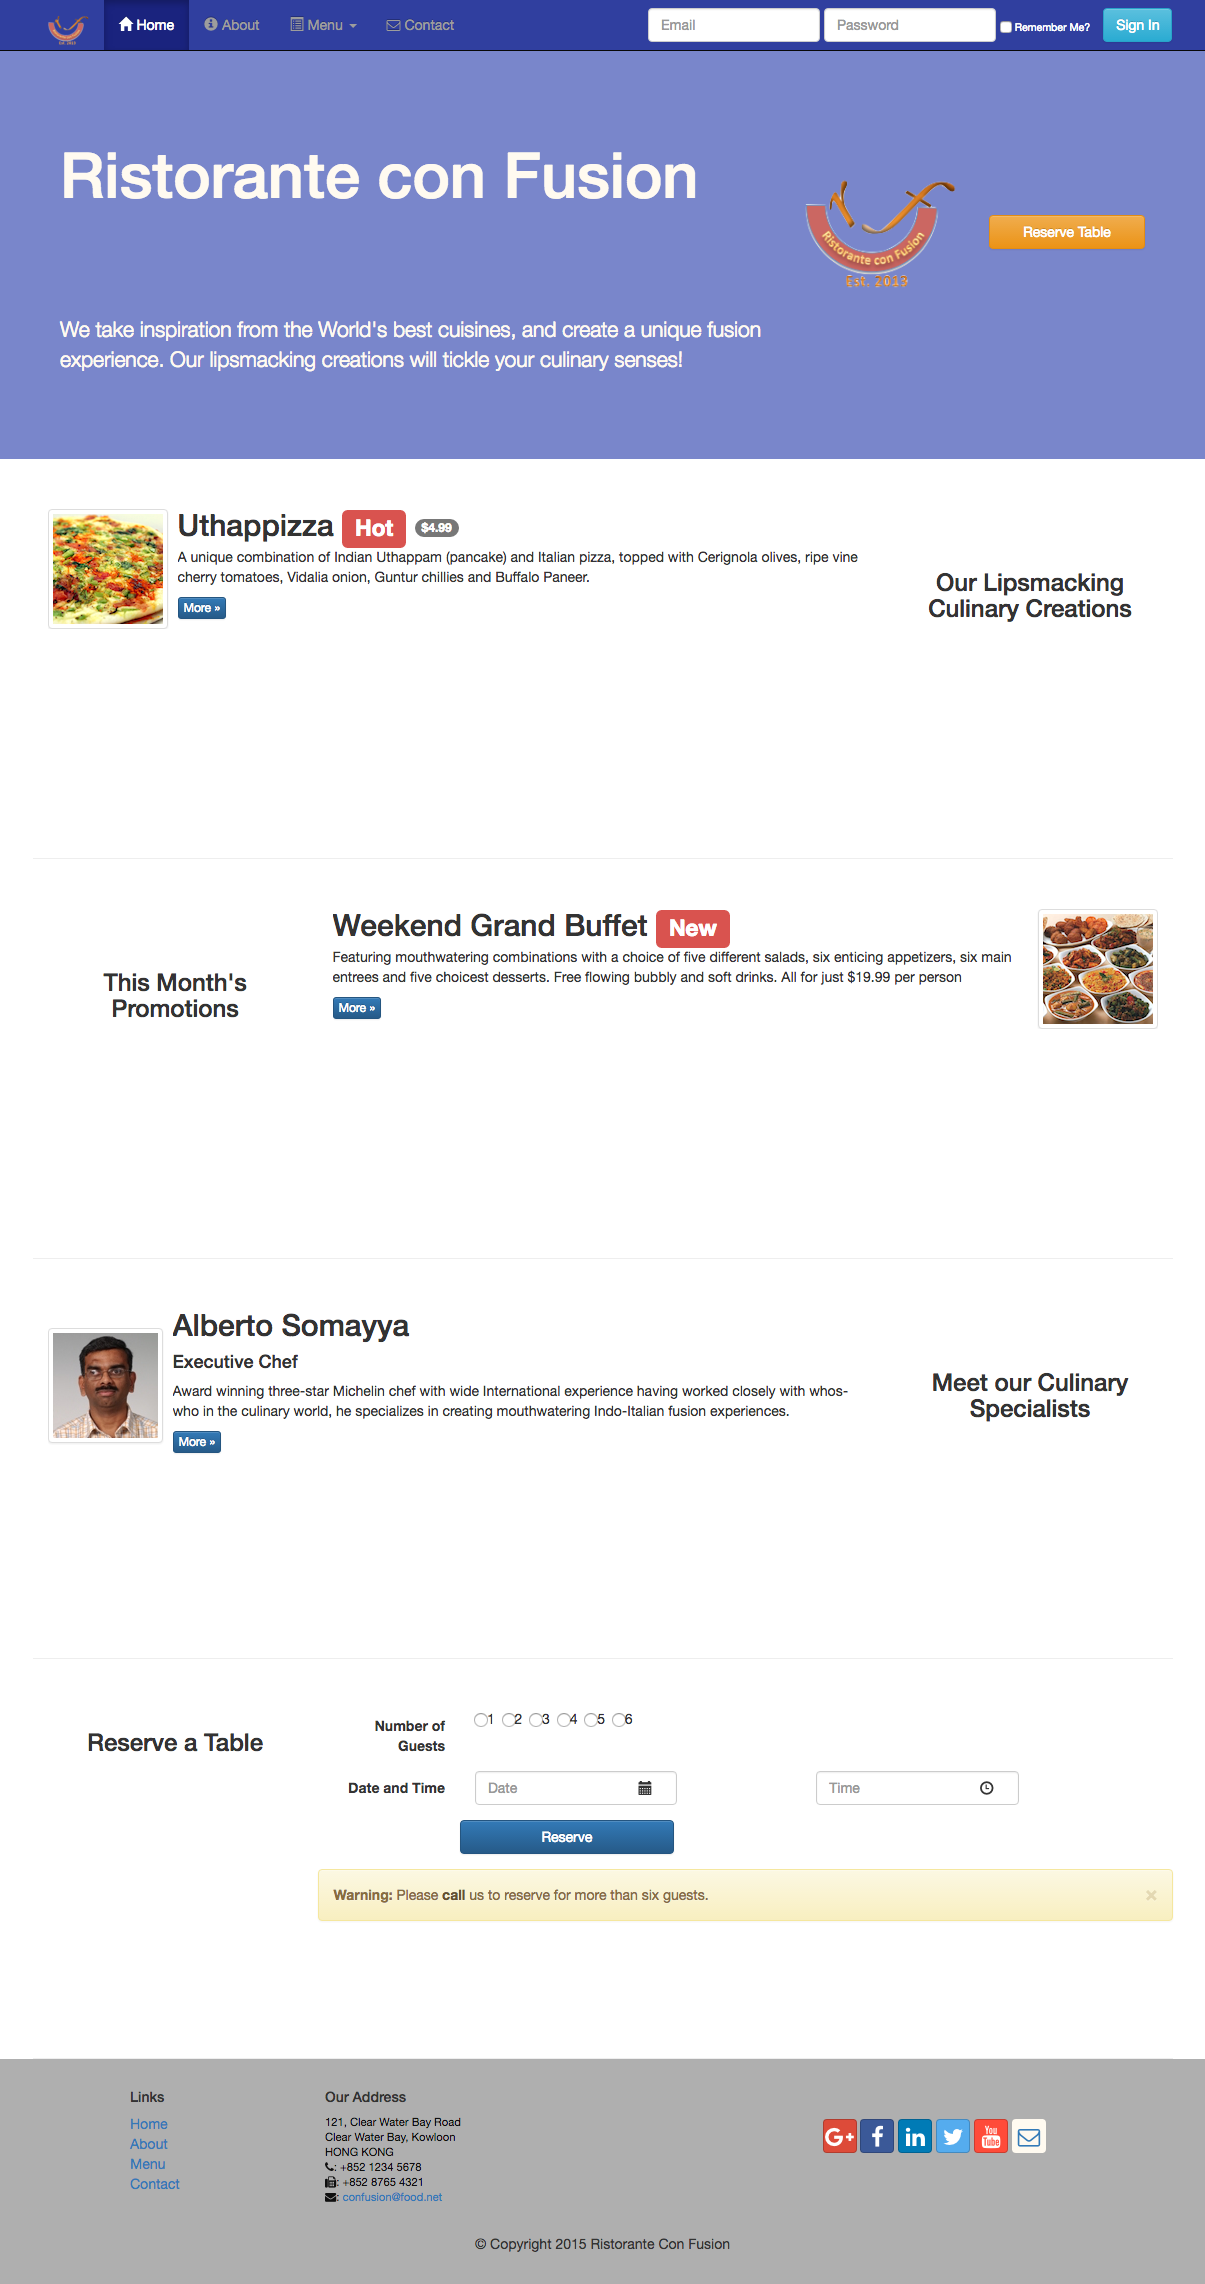 Home
About
Menu
Contact
Email
Password
Remember Me?
Sign In
Ristorante con Fusion
Ristorante con Fusion
Est. 2013
Reserve Table
We take inspiration from the World's best cuisines, and create a unique fusion
experience. Our lipsmacking creations will tickle your culinary senses!
Uthappizza Hot $4.99
A unique combination of Indian Uthappam (pancake) and Italian pizza, topped with Cerignola olives, ripe vine
cherry tomatoes, Vidalia onion, Guntur chillies and Buffalo Paneer.
More »
Our Lipsmacking
Culinary Creations
This Month's
Promotions
Weekend Grand Buffet New
Featuring mouthwatering combinations with a choice of five different salads, six enticing appetizers, six main
entrees and five choicest desserts. Free flowing bubbly and soft drinks. All for just $19.99 per person
More »
Alberto Somayya
Executive Chef
Award winning three-star Michelin chef with wide International experience having worked closely with whos-
who in the culinary world, he specializes in creating mouthwatering Indo-Italian fusion experiences.
More »
Meet our Culinary
Specialists
Reserve a Table
Number of
Guests
1 2 3 4 5 6
Date and Time
Date
Time
Reserve
Warning: Please call us to reserve for more than six guests.
×
Links
Home
About
Menu
Contact
Our Address
121, Clear Water Bay Road
Clear Water Bay, Kowloon
HONG KONG
: +852 1234 5678
: +852 8765 4321
: confusion@food.net
G+ f in You Tube
© Copyright 2015 Ristorante Con Fusion